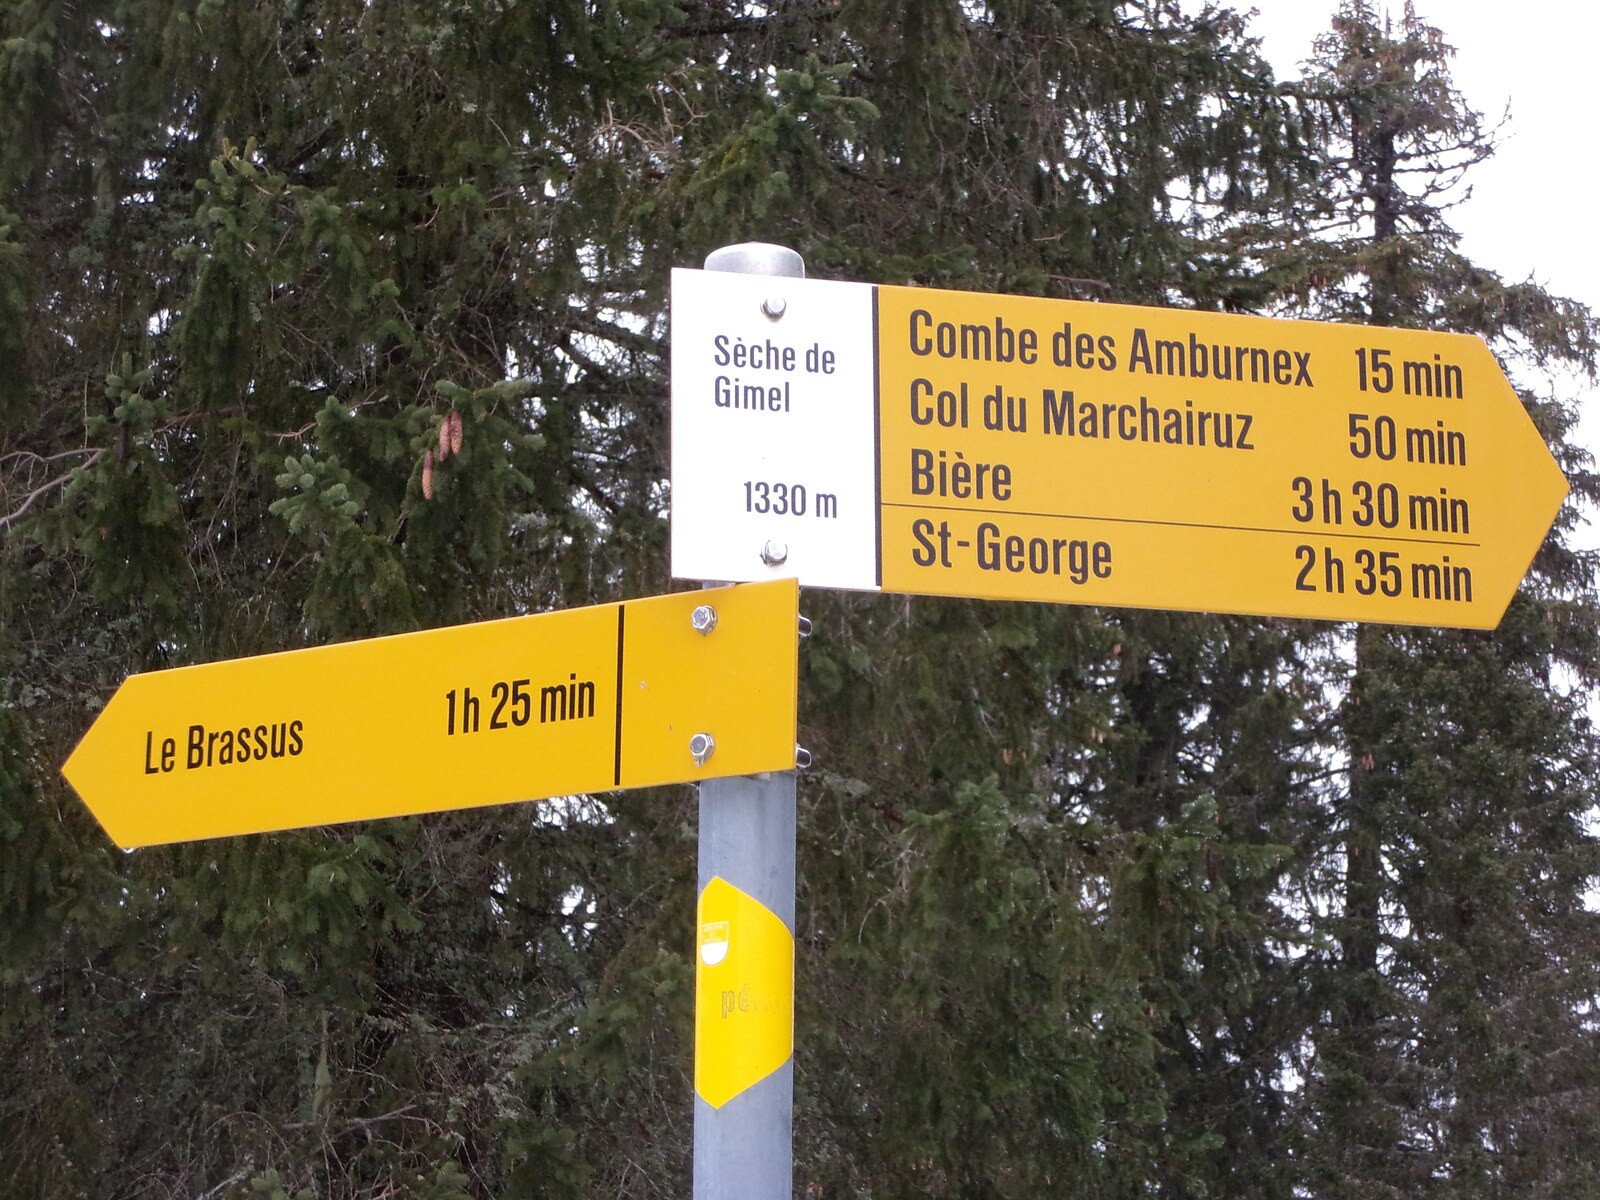 Sèche de
Gimel
1330 m
Combe des Amburnex 15 min
Col du Marchairuz 50 min
Bière 3 h 30 min
St-George 2 h 35 min
Le Brassus 1 h 25 min